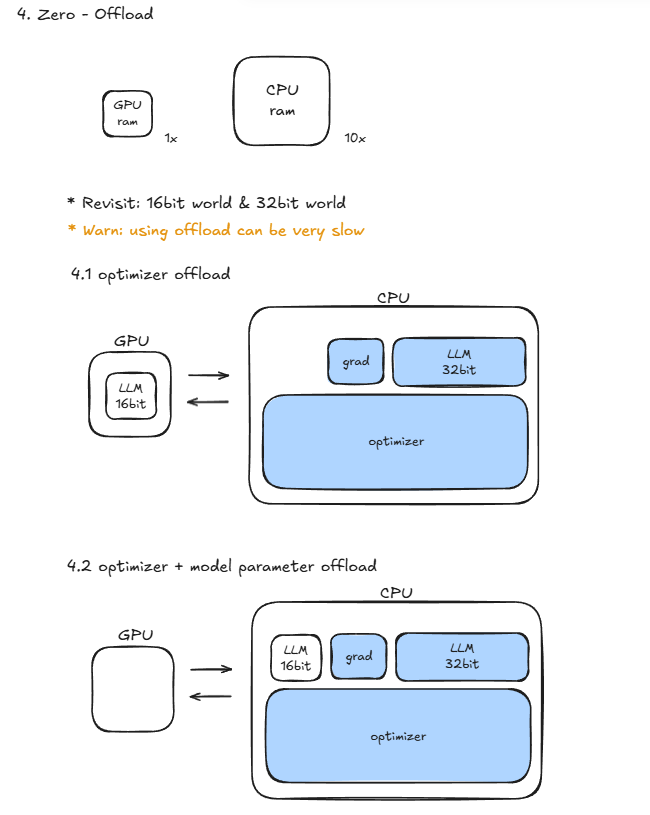 4. Zero - Offload
GPU
ram
1x
CPU
ram
10x
* Revisit: 16bit world & 32bit world
* Warn: using offload can be very slow
4.1 optimizer offload
GPU
LLM
16bit
CPU
grad
LLM
32bit
optimizer
4.2 optimizer + model parameter offload
GPU
CPU
LLM
16bit
grad
LLM
32bit
optimizer